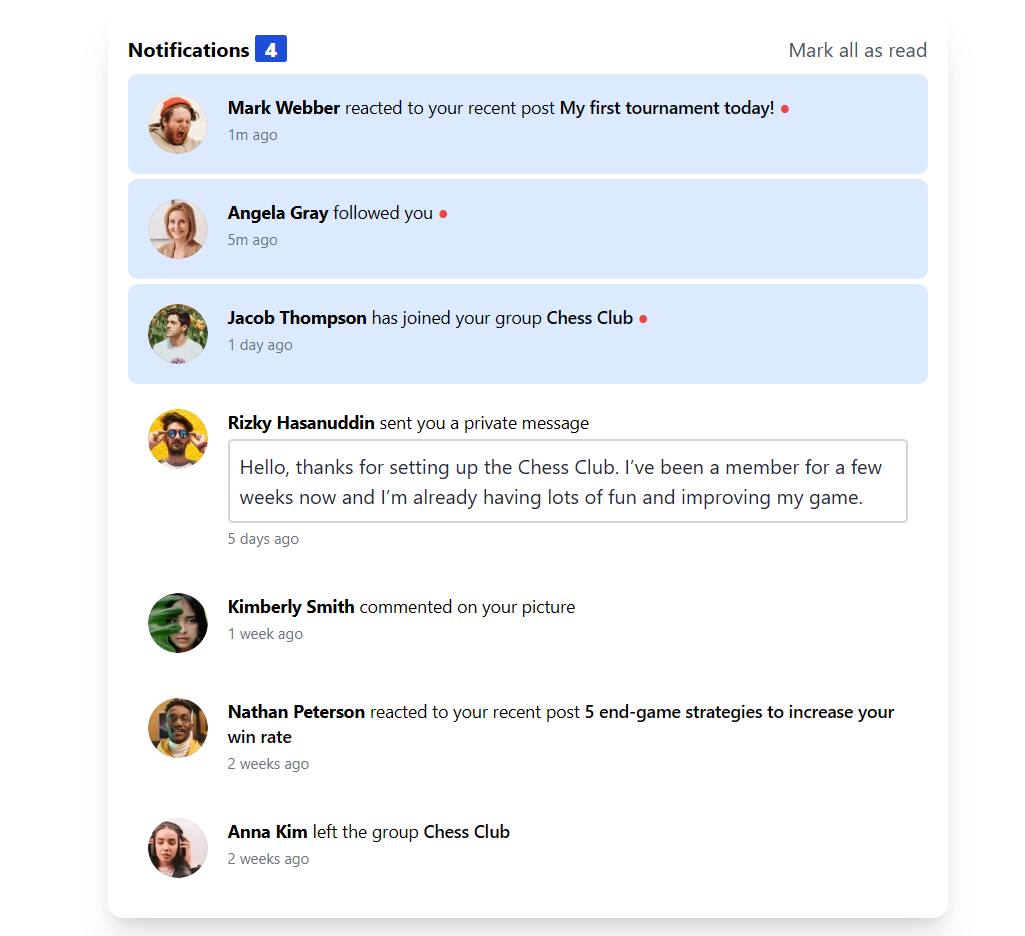 Notifications 4
Mark all as read
Mark Webber reacted to your recent post My first tournament today!
1m ago
Angela Gray followed you
5m ago
Jacob Thompson has joined your group Chess Club
1 day ago
Rizky Hasanuddin sent you a private message
Hello, thanks for setting up the Chess Club. I’ve been a member for a few
weeks now and I’m already having lots of fun and improving my game.
5 days ago
Kimberly Smith commented on your picture
1 week ago
Nathan Peterson reacted to your recent post 5 end-game strategies to increase your
win rate
2 weeks ago
Anna Kim left the group Chess Club
2 weeks ago